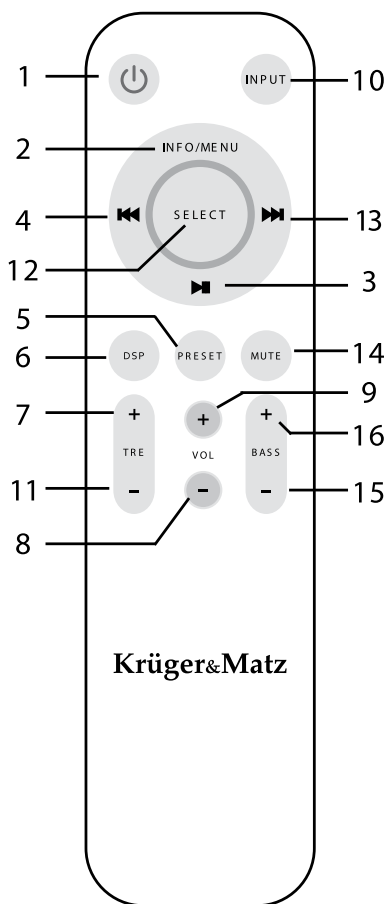 1
10
INPUT
2
INFO/MENU
4
SELECT
13
12
3
5
6
DSP
PRESET
MUTE
14
9
7
+
+
+
16
TRE
VOL
BASS
11
-
-
-
15
8
Krüger&Matz